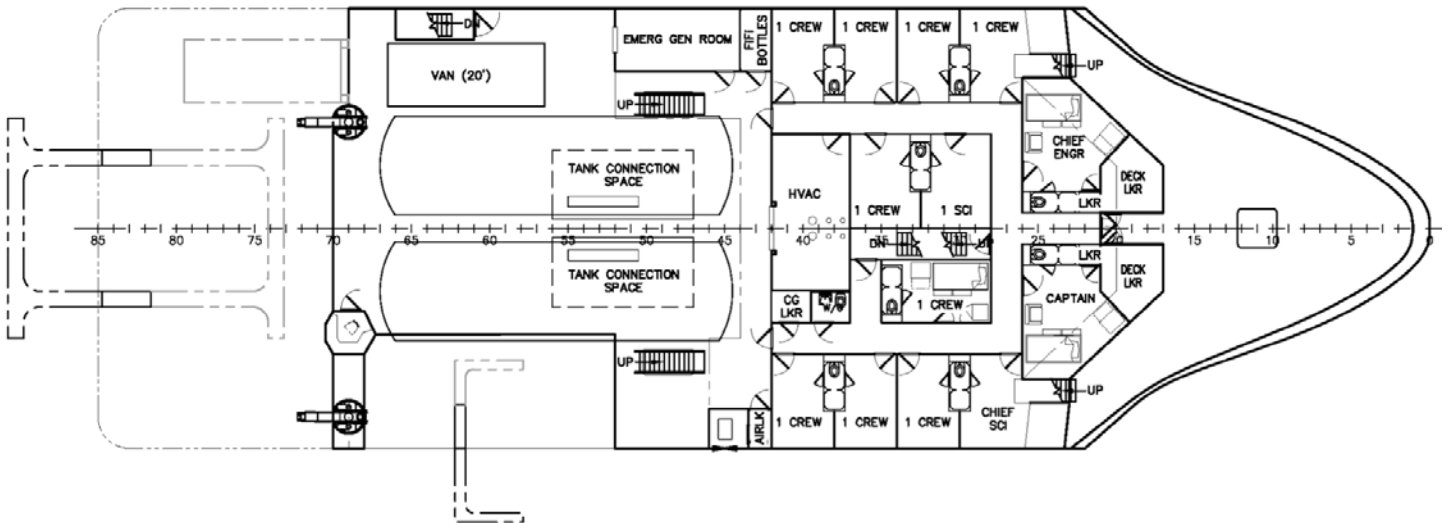 DN
EMERG GEN ROOM
FIFI
BOTTLES
1 CREW
1 CREW
1 CREW
1 CREW
VAN (20')
UP
UP
CHIEF
ENGR
TANK CONNECTION
SPACE
HVAC
DECK
LKR
LKR
1 CREW
1 SCI
85
80
75
70
65
60
55
50
45
40
35
30
25
20
15
10
5
0
DN
UP
TANK CONNECTION
SPACE
LKR
DECK
LKR
CG
LKR
W/C
1 CREW
CAPTAIN
UP
UP
AIRLK
1 CREW
1 CREW
1 CREW
CHIEF
SCI